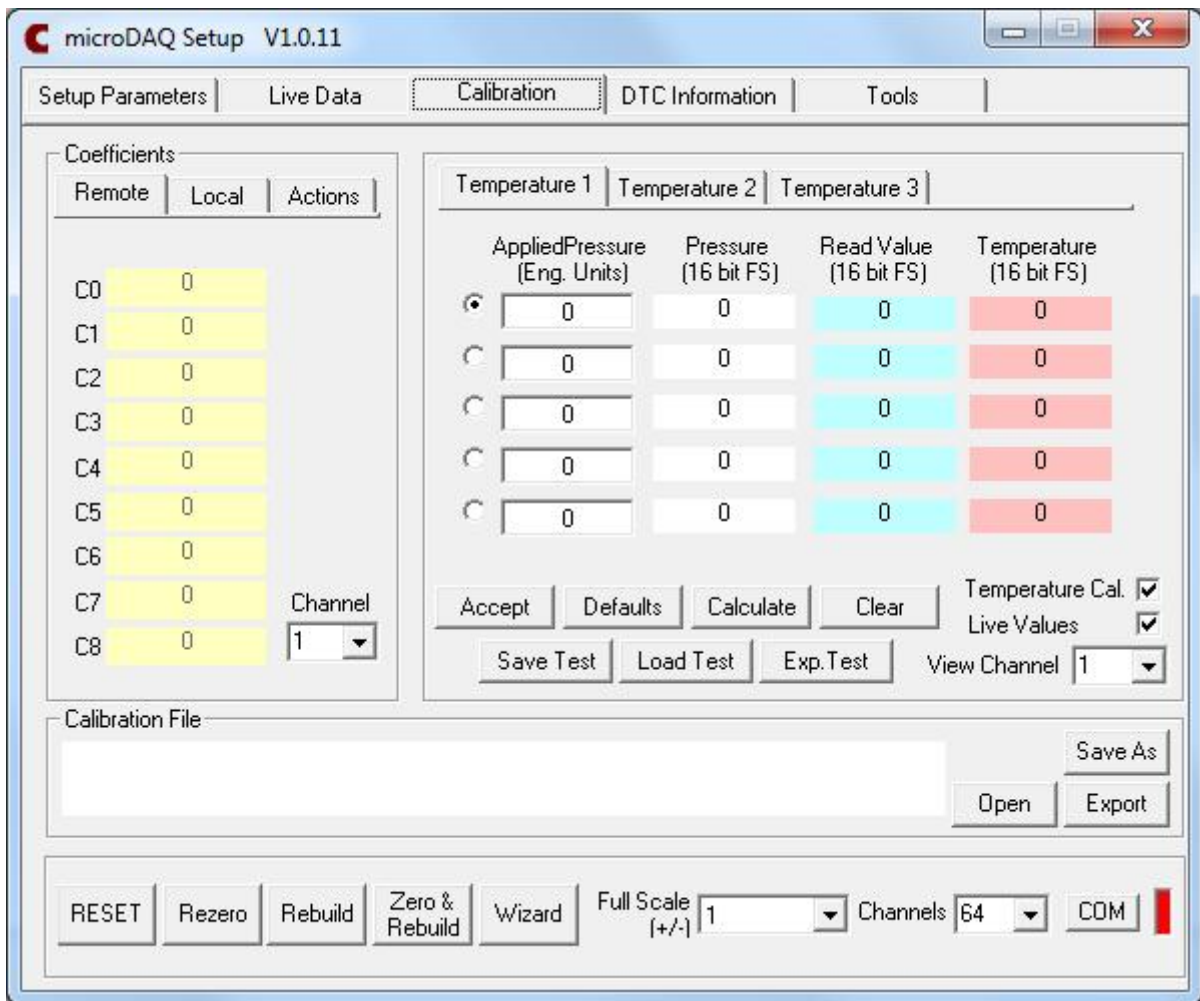 microDAQ Setup V1.0.11
Setup Parameters Live Data Calibration DTC Information Tools
Coefficients
Remote Local Actions
C0 0
C1 0
C2 0
C3 0
C4 0
C5 0
C6 0
C7 0
C8 0
Channel
1
Temperature 1 Temperature 2 Temperature 3
AppliedPressure Pressure Read Value Temperature
(Eng. Units) (16 bit FS) (16 bit FS) (16 bit FS)
0 0 0 0
0 0 0 0
0 0 0 0
0 0 0 0
0 0 0 0
Accept Defaults Calculate Clear
Temperature Cal.
Live Values
Save Test Load Test Exp.Test View Channel 1
Calibration File
Save As
Open Export
RESET Rezero Rebuild Zero & Rebuild Wizard Full Scale (+/-) 1 Channels 64 COM